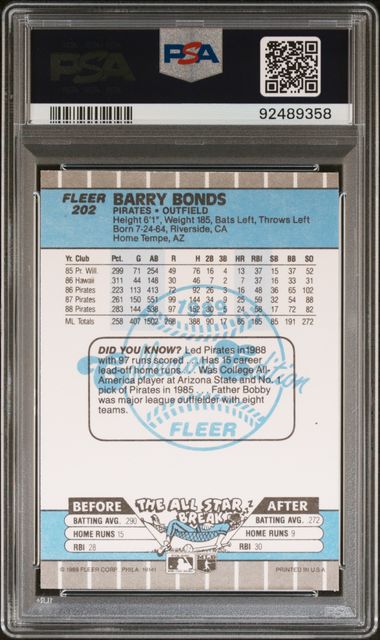 PSA
PSA
92489358
FLEER
202
BARRY BONDS
PIRATES • OUTFIELD
Height 6'1", Weight 185, Bats Left, Throws Left
Born 7-24-64, Riverside, CA
Home Tempe, AZ
Yr. Club Pct. G AB R H 2B 3B HR RBI SB BB SO
85 Pr. Will. 299 71 254 49 76 16 4 13 37 15 37 52
86 Hawaii 311 44 148 30 46 7 2 7 37 16 33 31
86 Pirates 223 113 413 72 92 26 3 16 48 36 65 102
87 Pirates 261 150 551 99 144 34 9 25 59 32 54 88
88 Pirates 283 144 538 97 152 30 5 24 58 17 72 82
ML Totals 258 407 1502 268 388 90 17 65 165 85 191 272
1989
DID YOU KNOW? Led Pirates in 1988
with 97 runs scored ... Has 15 career
lead-off home runs ... Was College All-
America player at Arizona State and No. 1
pick of Pirates in 1985 ... Father Bobby
was major league outfielder with eight
teams.
FLEER
BEFORE THE ALL STAR BREAK AFTER
BATTING AVG. .290 BATTING AVG. .272
HOME RUNS 15 HOME RUNS 9
RBI 28 RBI 30
© 1989 FLEER CORP. PHILA. 19141 PRINTED IN U.S.A.